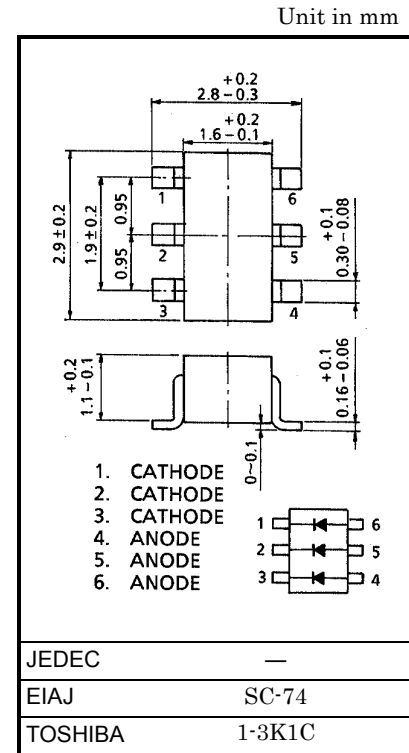 Unit in mm
+0.2
2.8−0.3
+0.2
1.6−0.1
2.9±0.2
1.9±0.2
0.95
0.95
1
2
3
6
5
4
+0.1
0.30−0.08
+0.2
1.1−0.1
+0.1
0.16−0.06
0~0.1
1. CATHODE
2. CATHODE
3. CATHODE
4. ANODE
5. ANODE
6. ANODE
1 6
2 5
3 4
JEDEC —
EIAJ SC-74
TOSHIBA 1-3K1C